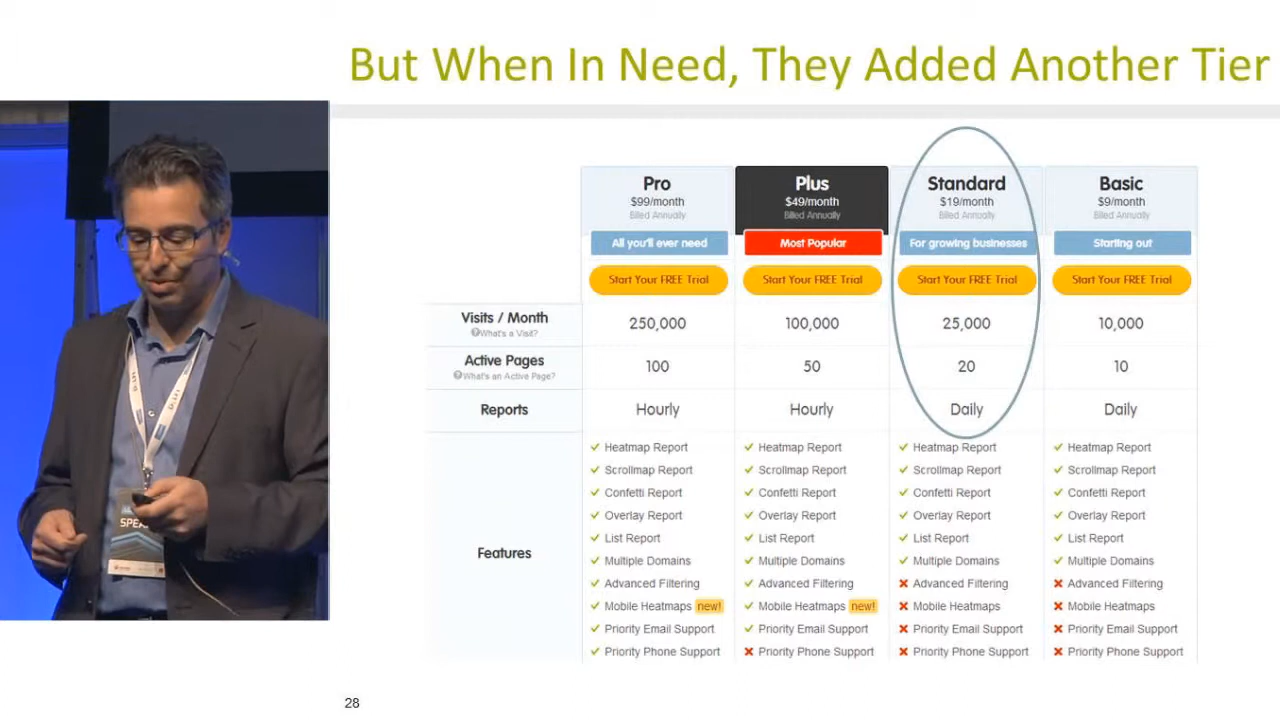 But When In Need, They Added Another Tier
Pro
Plus
Standard
Basic
$99/month
$49/month
$19/month
$9/month
Billed Annually
Billed Annually
Billed Annually
Billed Annually
All you'll ever need
Most Popular
For growing businesses
Starting out
Start Your FREE Trial
Start Your FREE Trial
Start Your FREE Trial
Start Your FREE Trial
Visits / Month
What's a Visit?
250,000
100,000
25,000
10,000
Active Pages
What's an Active Page?
100
50
20
10
Reports
Hourly
Hourly
Daily
Daily
Features
Heatmap Report
Scrollmap Report
Confetti Report
Overlay Report
List Report
Multiple Domains
Advanced Filtering
Mobile Heatmaps new!
Priority Email Support
Priority Phone Support
Heatmap Report
Scrollmap Report
Confetti Report
Overlay Report
List Report
Multiple Domains
Advanced Filtering
Mobile Heatmaps new!
Priority Email Support
Priority Phone Support
Heatmap Report
Scrollmap Report
Confetti Report
Overlay Report
List Report
Multiple Domains
Advanced Filtering
Mobile Heatmaps
Priority Email Support
Priority Phone Support
Heatmap Report
Scrollmap Report
Confetti Report
Overlay Report
List Report
Multiple Domains
Advanced Filtering
Mobile Heatmaps
Priority Email Support
Priority Phone Support
28